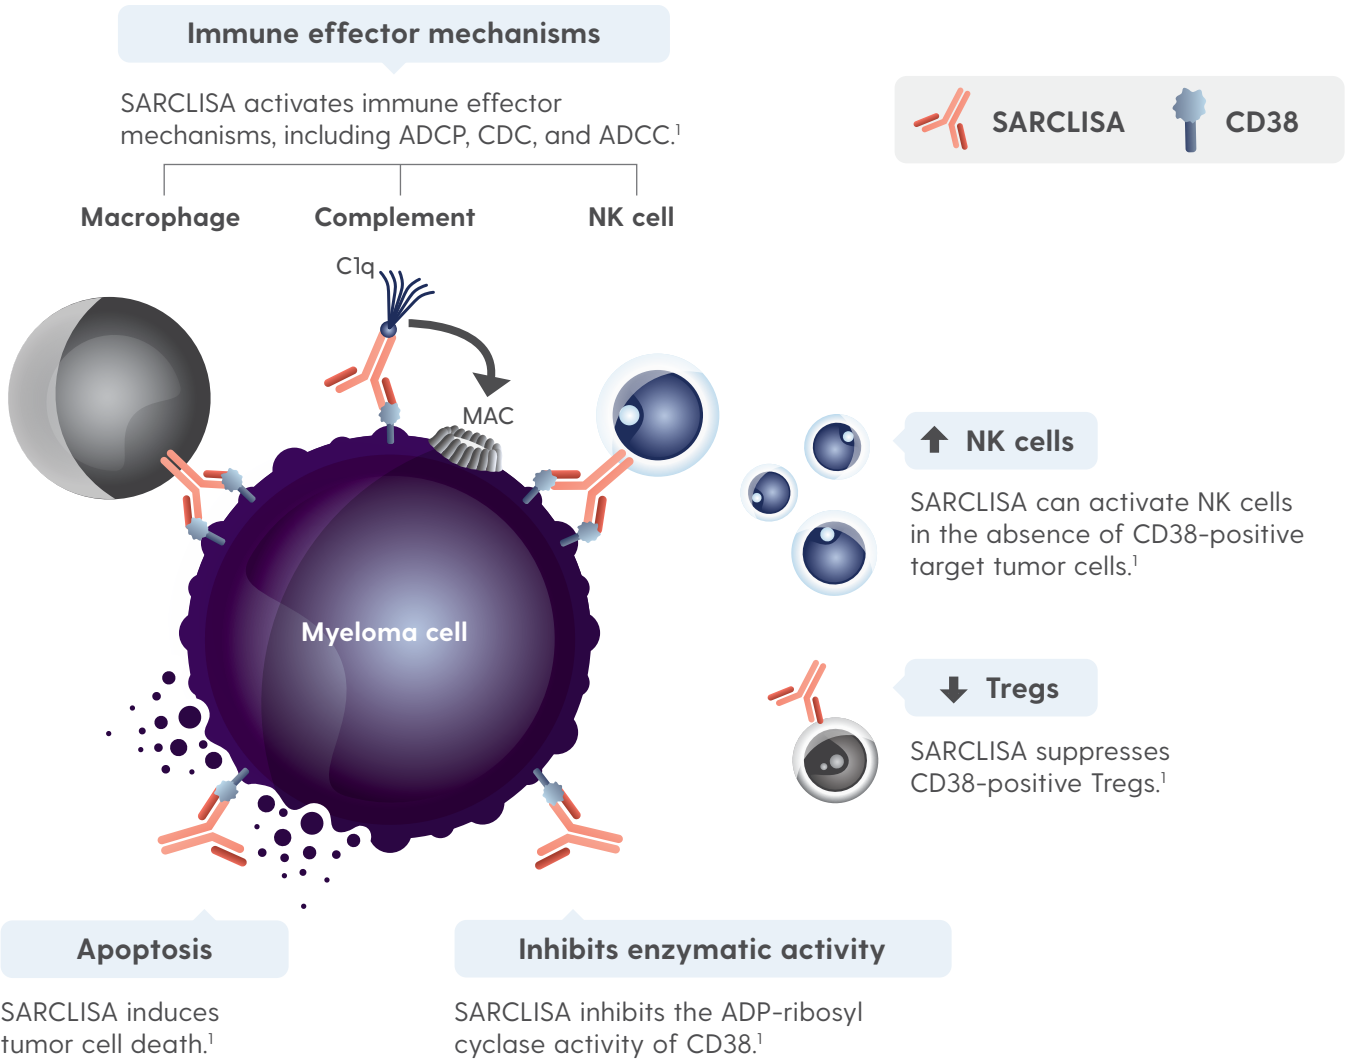 Immune effector mechanisms
SARCLISA activates immune effector
mechanisms, including ADCP, CDC, and ADCC.¹
SARCLISA
CD38
Macrophage
Complement
NK cell
C1q
MAC
Myeloma cell
NK cells
SARCLISA can activate NK cells
in the absence of CD38-positive
target tumor cells.¹
Tregs
SARCLISA suppresses
CD38-positive Tregs.¹
Apoptosis
SARCLISA induces
tumor cell death.¹
Inhibits enzymatic activity
SARCLISA inhibits the ADP-ribosyl
cyclase activity of CD38.¹